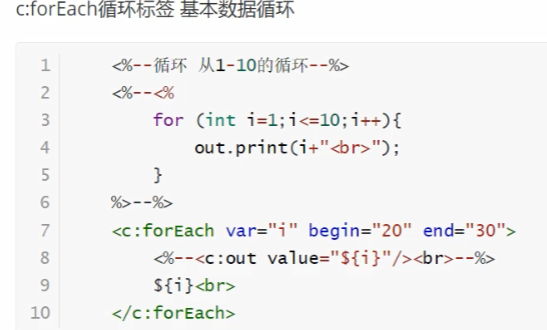 c:forEach循环标签 基本数据循环
1 <%--循环 从1-10的循环--%>
2 <%--<%
3 for (int i=1;i<=10;i++){
4 out.print(i+"<br>");
5 }
6 %>--%>
7 <c:forEach var="i" begin="20" end="30">
8 <%--<c:out value="${i}"/><br>--%>
9 ${i}<br>
10 </c:forEach>